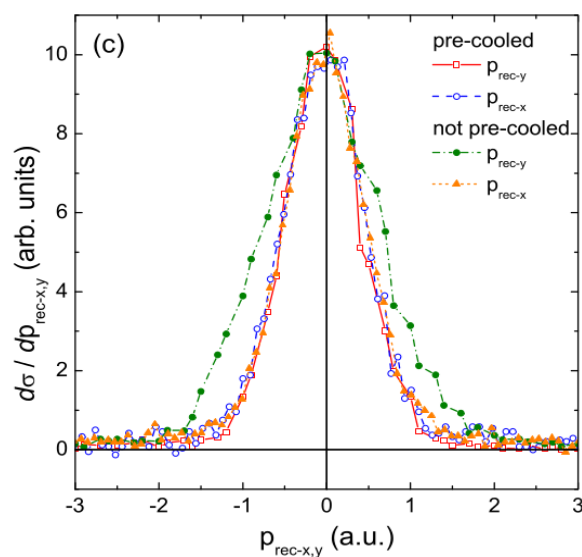 (c)
pre-cooled
p_rec-y
p_rec-x
not pre-cooled
p_rec-y
p_rec-x
dσ / dp_rec-x,y (arb. units)
10
8
6
4
2
0
-3 -2 -1 0 1 2 3
p_rec-x,y (a.u.)